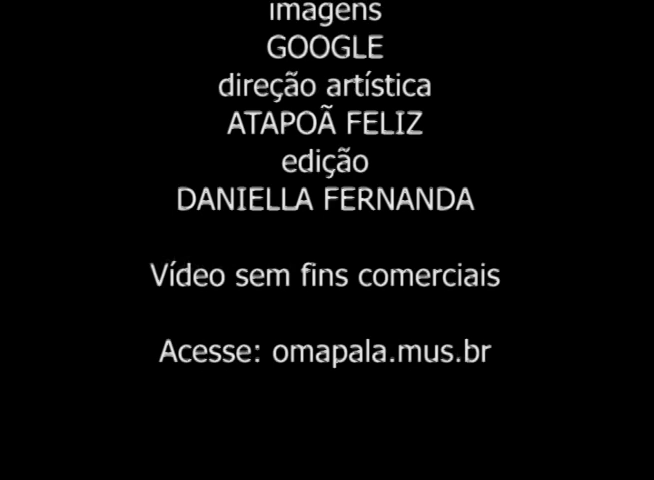 imagens
GOOGLE
direção artística
ATAPOÃ FELIZ
edição
DANIELLA FERNANDA
Vídeo sem fins comerciais
Acesse: omapala.mus.br